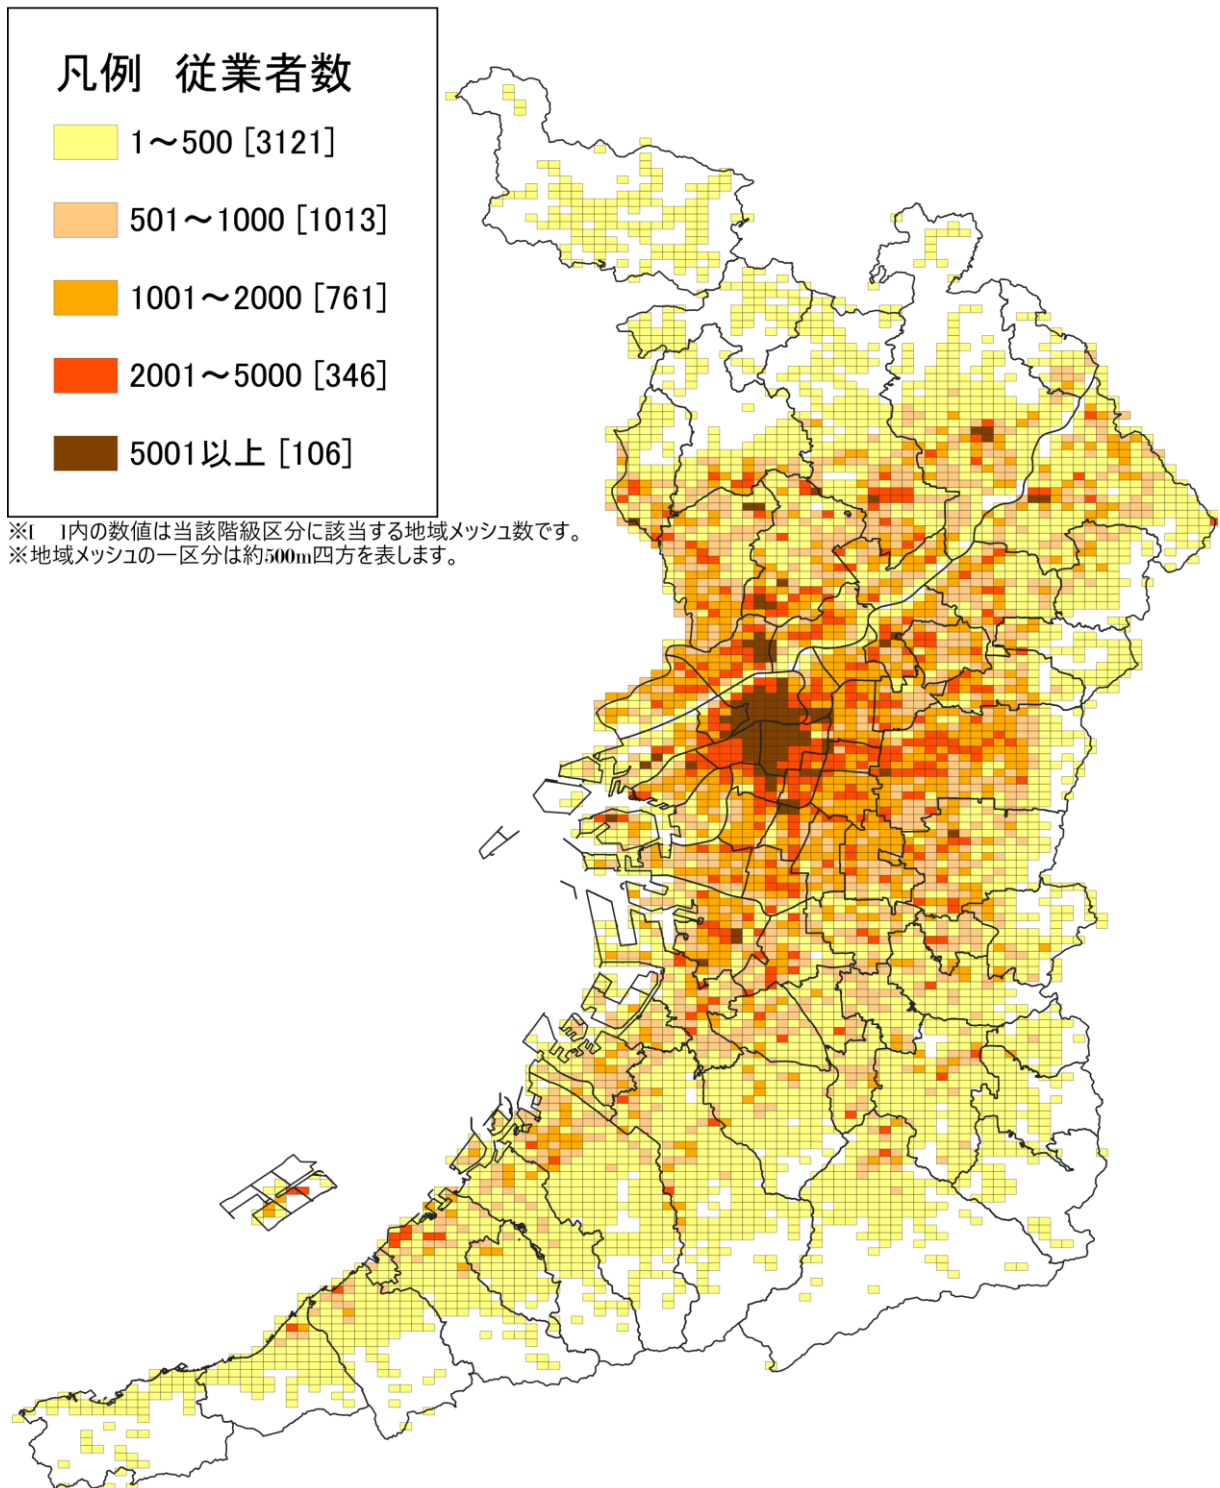 凡例 従業者数
1～500 [3121]
501～1000 [1013]
1001～2000 [761]
2001～5000 [346]
5001以上 [106]
※[ ]内の数値は当該階級区分に該当する地域メッシュ数です。
※地域メッシュの一区分は約500m四方を表します。